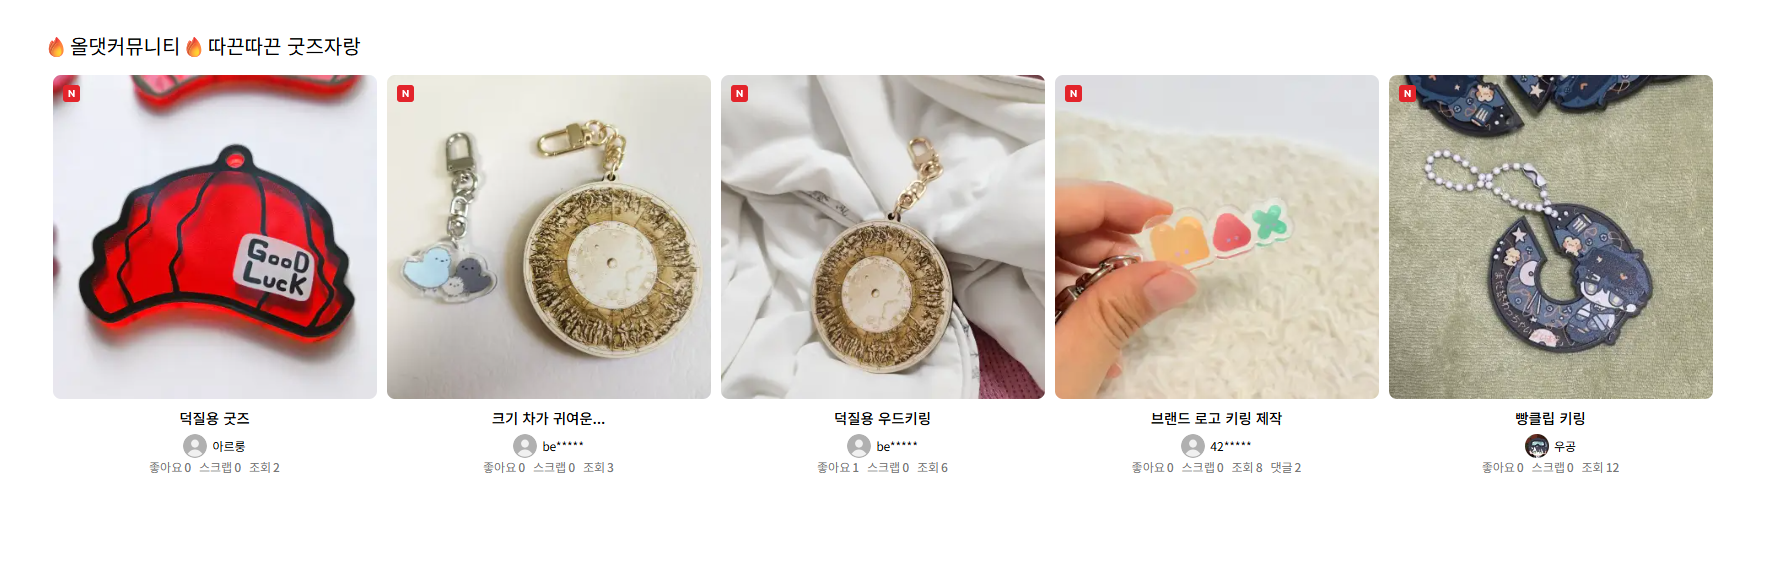 🔥올댓커뮤니티🔥따끈따끈 굿즈자랑
N
N
N
N
N
GooD
LucK
덕질용 굿즈
크기 차가 귀여운...
덕질용 우드키링
브랜드 로고 키링 제작
빵클립 키링
아르룽
be*****
be*****
42*****
우공
좋아요 0 스크랩 0 조회 2
좋아요 0 스크랩 0 조회 3
좋아요 1 스크랩 0 조회 6
좋아요 0 스크랩 0 조회 8 댓글 2
좋아요 0 스크랩 0 조회 12